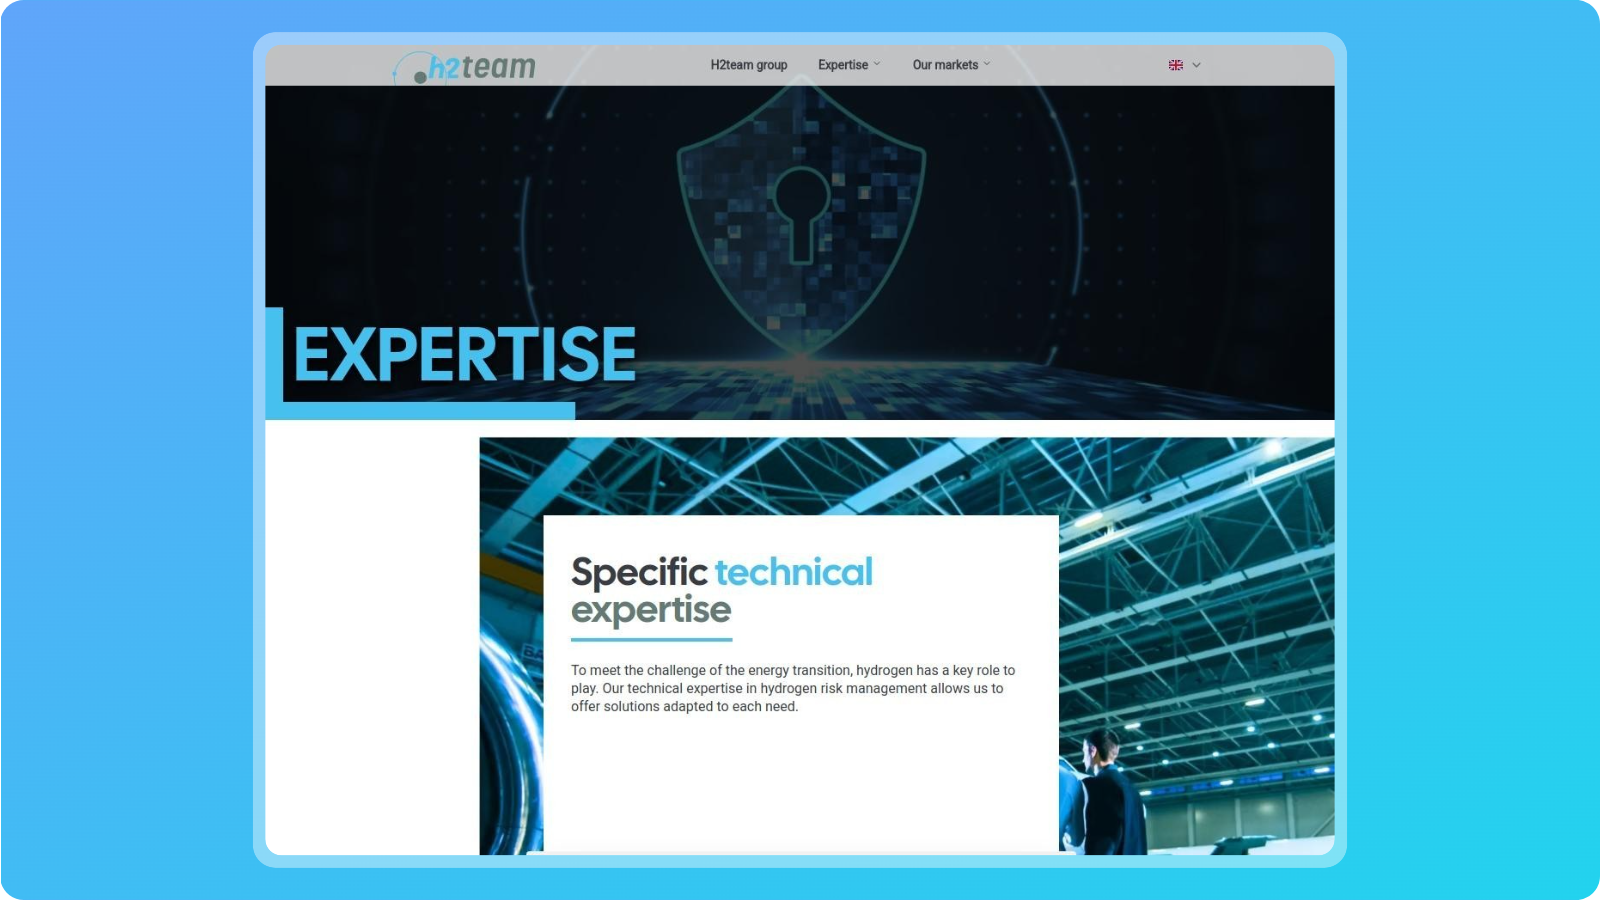 h2team
H2team group
Expertise
Our markets
EXPERTISE
Specific technical
expertise
To meet the challenge of the energy transition, hydrogen has a key role to
play. Our technical expertise in hydrogen risk management allows us to
offer solutions adapted to each need.